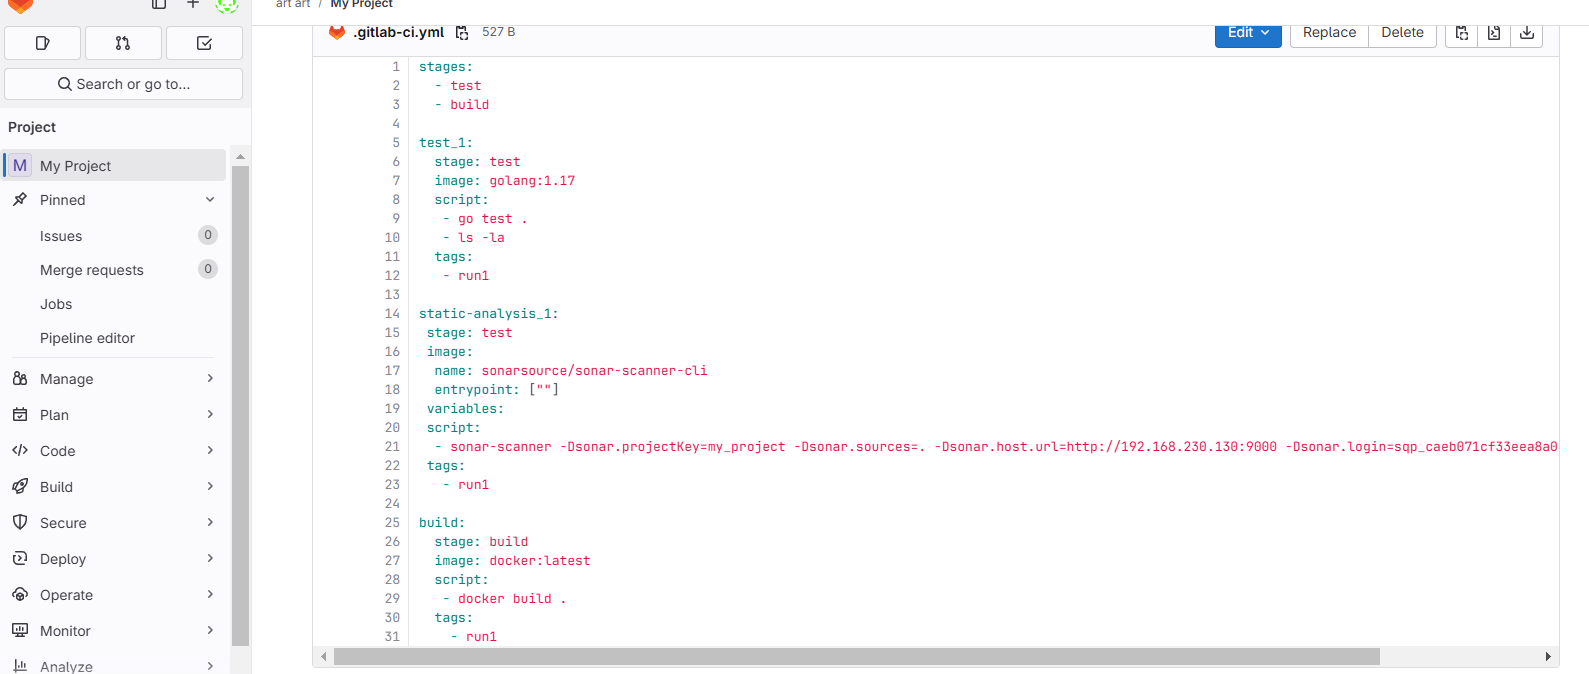 art art / My Project
Search or go to...
Project
M My Project
Pinned
Issues 0
Merge requests 0
Jobs
Pipeline editor
Manage
Plan
Code
Build
Secure
Deploy
Operate
Monitor
Analyze
.gitlab-ci.yml 527 B
Edit Replace Delete
1 stages:
2 - test
3 - build
4
5 test_1:
6 stage: test
7 image: golang:1.17
8 script:
9 - go test .
10 - ls -la
11 tags:
12 - run1
13
14 static-analysis_1:
15 stage: test
16 image:
17 name: sonarsource/sonar-scanner-cli
18 entrypoint: [""]
19 variables:
20 script:
21 - sonar-scanner -Dsonar.projectKey=my_project -Dsonar.sources=. -Dsonar.host.url=http://192.168.230.130:9000 -Dsonar.login=sqp_caeb071cf33eea8a0
22 tags:
23 - run1
24
25 build:
26 stage: build
27 image: docker:latest
28 script:
29 - docker build .
30 tags:
31 - run1